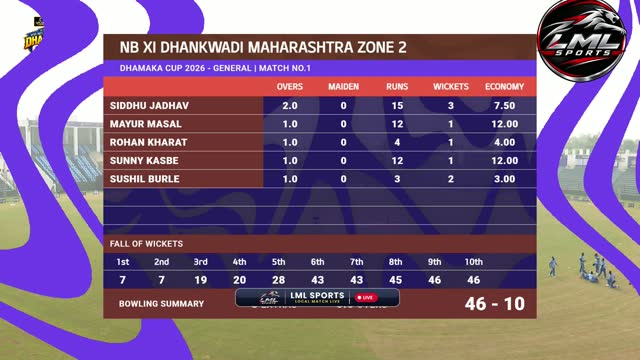 NB XI DHANKWADI MAHARASHTRA ZONE 2
LML
SPORTS
DHAMAKA CUP 2026 - GENERAL | MATCH NO.1
OVERS MAIDEN RUNS WICKETS ECONOMY
SIDDHU JADHAV 2.0 0 15 3 7.50
MAYUR MASAL 1.0 0 12 1 12.00
ROHAN KHARAT 1.0 0 4 1 4.00
SUNNY KASBE 1.0 0 12 1 12.00
SUSHIL BURLE 1.0 0 3 2 3.00
FALL OF WICKETS
1st 2nd 3rd 4th 5th 6th 7th 8th 9th 10th
7 7 19 20 28 43 43 45 46 46
BOWLING SUMMARY
LML
SPORTS
LML SPORTS
LOCAL MATCH LIVE
LIVE
46 - 10